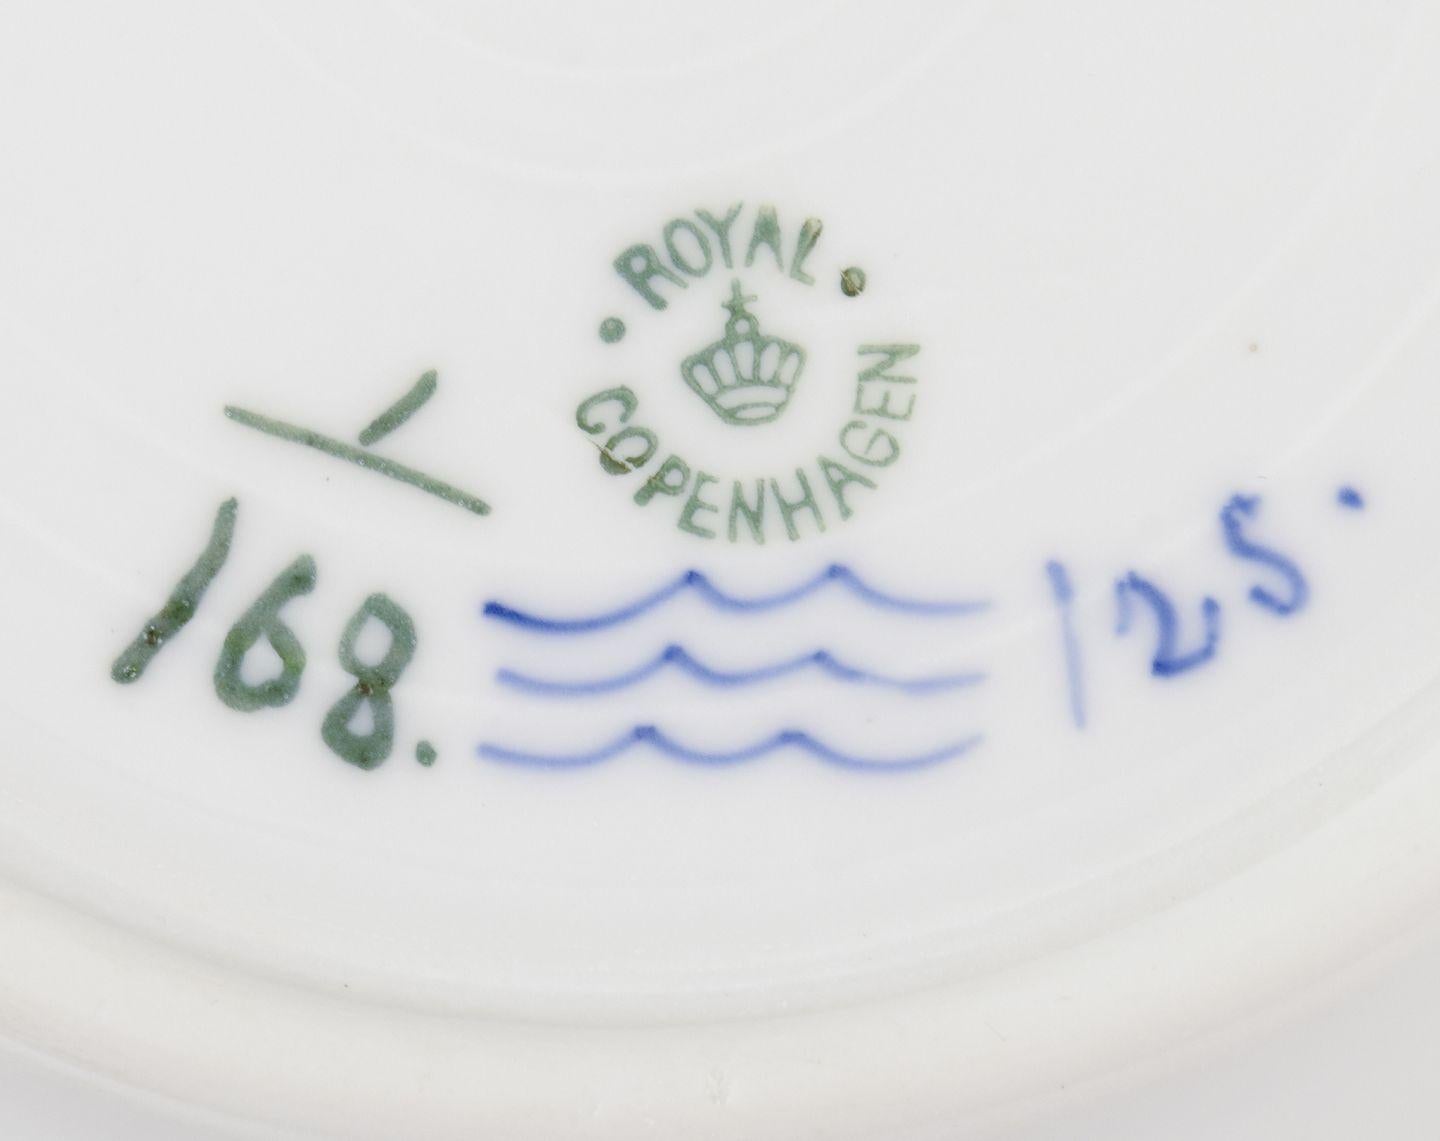 ROYAL
COPENHAGEN
1
168.
125.